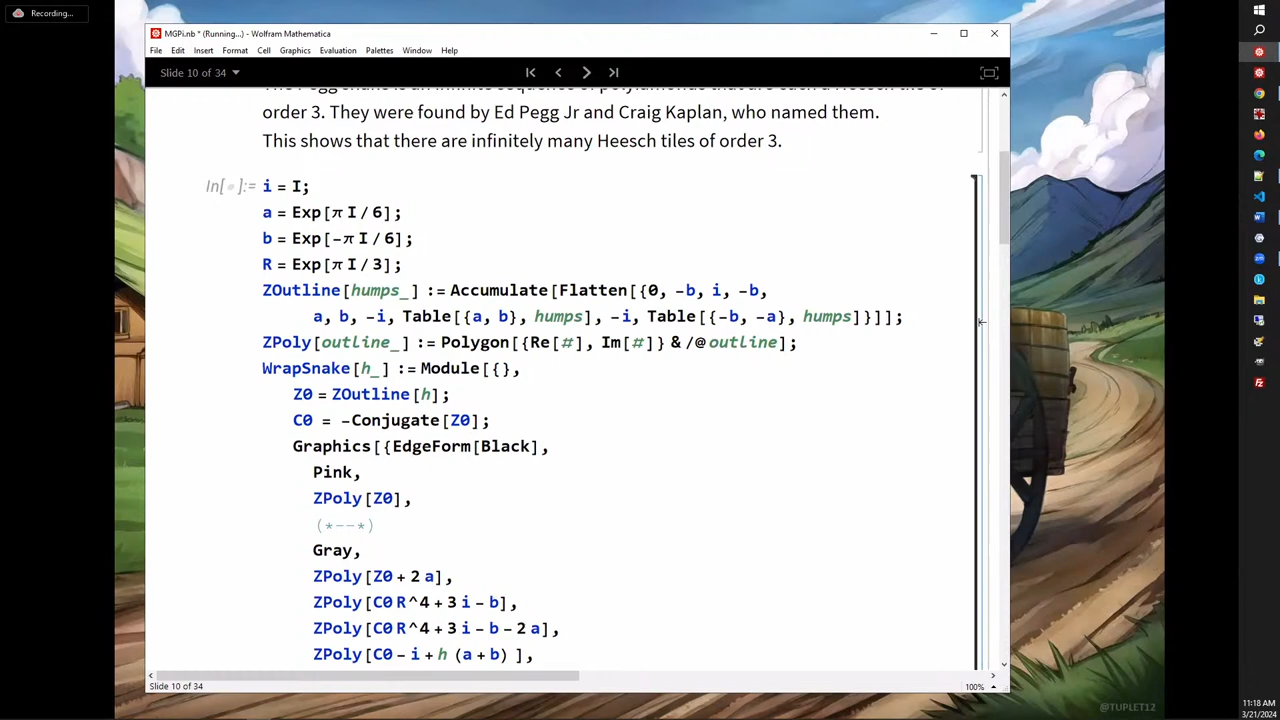 Recording...
MGPi.nb * (Running...) - Wolfram Mathematica
File Edit Insert Format Cell Graphics Evaluation Palettes Window Help
Slide 10 of 34
order 3. They were found by Ed Pegg Jr and Craig Kaplan, who named them.
This shows that there are infinitely many Heesch tiles of order 3.
In[ ]:= i = I;
a = Exp[π I / 6];
b = Exp[-π I / 6];
R = Exp[π I / 3];
ZOutline[humps_] := Accumulate[Flatten[{0, -b, i, -b,
a, b, -i, Table[{a, b}, humps], -i, Table[{-b, -a}, humps]}]];
ZPoly[outline_] := Polygon[{Re[#], Im[#]} & /@ outline];
WrapSnake[h_] := Module[{},
Z0 = ZOutline[h];
C0 = -Conjugate[Z0];
Graphics[{EdgeForm[Black],
Pink,
ZPoly[Z0],
(*--*)
Gray,
ZPoly[Z0 + 2 a],
ZPoly[C0 R^4 + 3 i - b],
ZPoly[C0 R^4 + 3 i - b - 2 a],
ZPoly[C0 - i + h (a + b) ],
Slide 10 of 34
100%
@TUPLET12
11:18 AM
3/21/2024